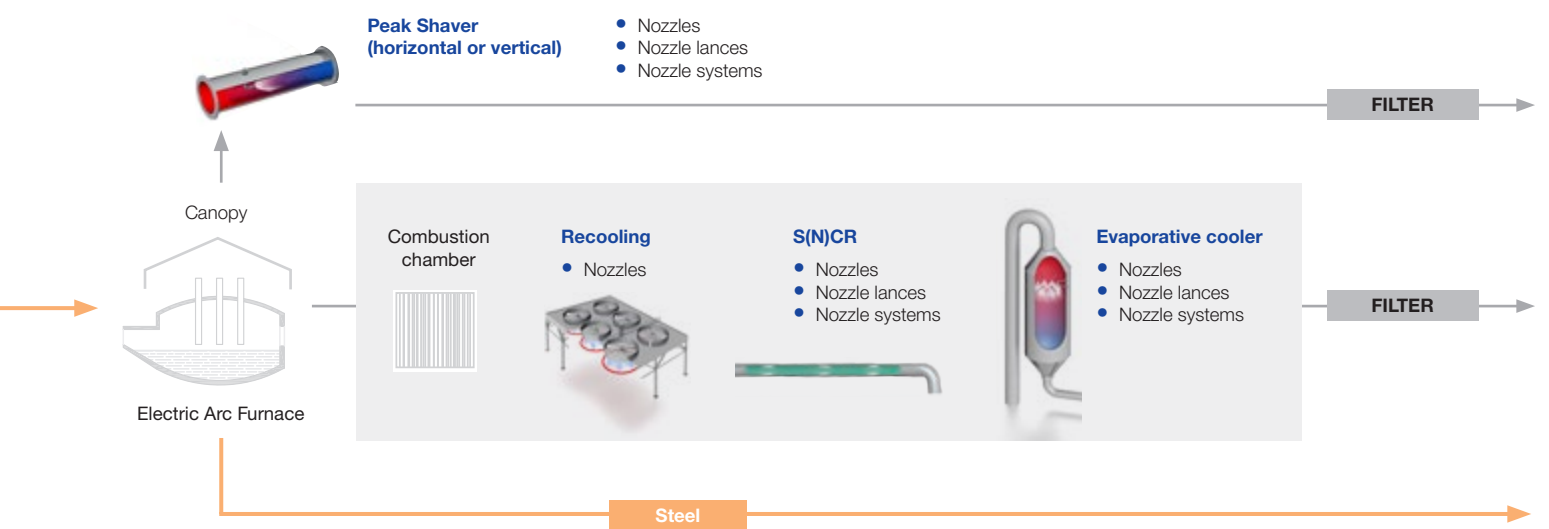 Peak Shaver
(horizontal or vertical)
• Nozzles
• Nozzle lances
• Nozzle systems
FILTER
Canopy
Combustion
chamber
Recooling
• Nozzles
S(N)CR
• Nozzles
• Nozzle lances
• Nozzle systems
Evaporative cooler
• Nozzles
• Nozzle lances
• Nozzle systems
FILTER
Electric Arc Furnace
Steel